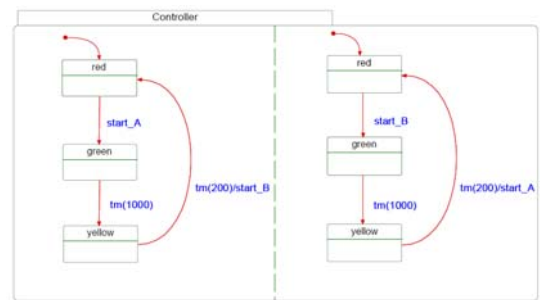 Controller
red
start_A
green
tm(1000)
yellow
tm(200)/start_B
red
start_B
green
tm(1000)
yellow
tm(200)/start_A